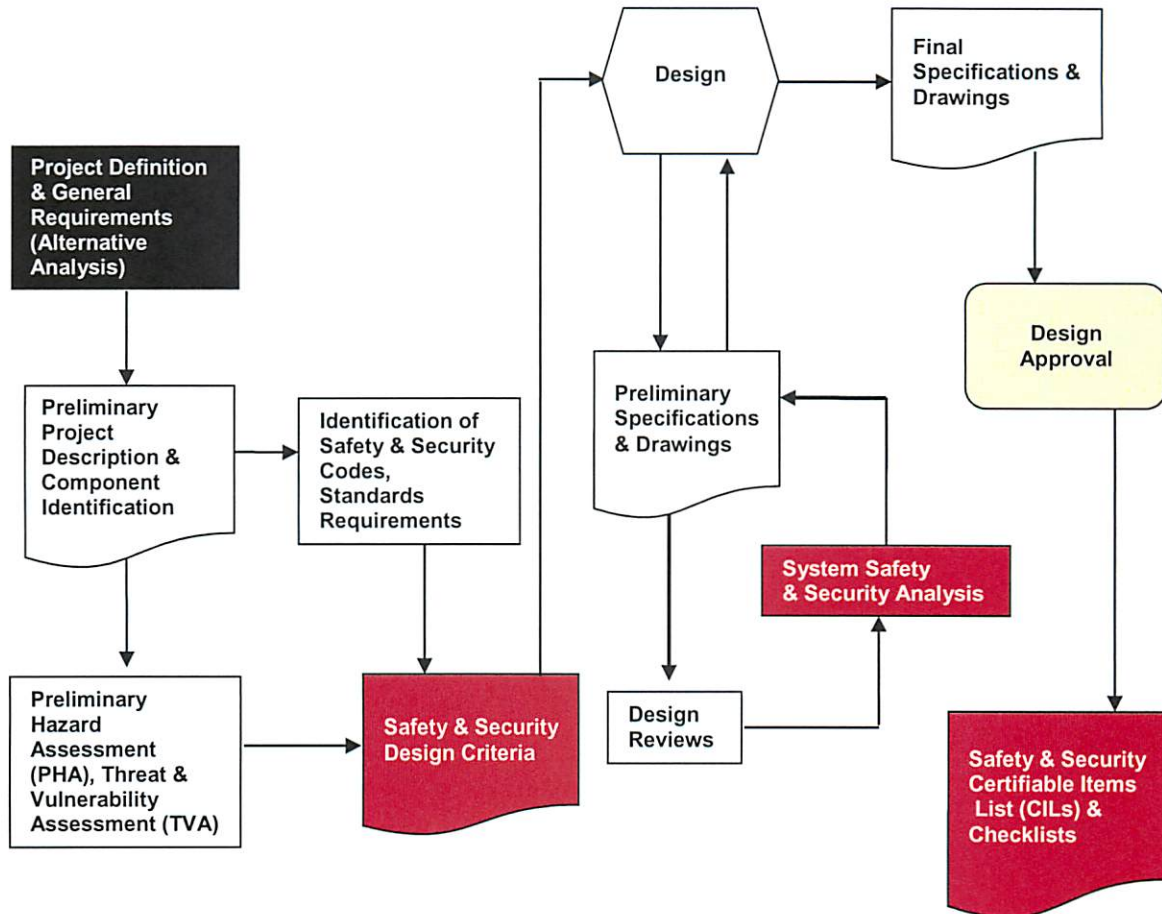 Project Definition
& General
Requirements
(Alternative
Analysis)
Preliminary
Project
Description &
Component
Identification
Identification of
Safety & Security
Codes,
Standards
Requirements
Preliminary
Hazard
Assessment
(PHA), Threat &
Vulnerability
Assessment (TVA)
Safety & Security
Design Criteria
Design
Preliminary
Specifications
& Drawings
Design
Reviews
System Safety
& Security Analysis
Final
Specifications &
Drawings
Design
Approval
Safety & Security
Certifiable Items
List (CILs) &
Checklists